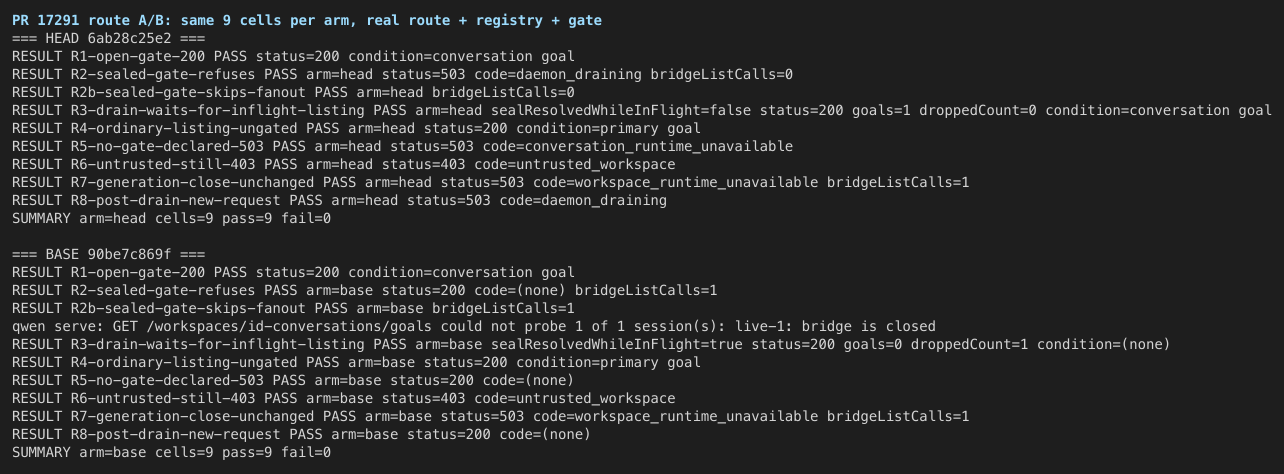 PR 17291 route A/B: same 9 cells per arm, real route + registry + gate
=== HEAD 6ab28c25e2 ===
RESULT R1-open-gate-200 PASS status=200 condition=conversation goal
RESULT R2-sealed-gate-refuses PASS arm=head status=503 code=daemon_draining bridgeListCalls=0
RESULT R2b-sealed-gate-skips-fanout PASS arm=head bridgeListCalls=0
RESULT R3-drain-waits-for-inflight-listing PASS arm=head sealResolvedWhileInFlight=false status=200 goals=1 droppedCount=0 condition=conversation goal
RESULT R4-ordinary-listing-ungated PASS arm=head status=200 condition=primary goal
RESULT R5-no-gate-declared-503 PASS arm=head status=503 code=conversation_runtime_unavailable
RESULT R6-untrusted-still-403 PASS arm=head status=403 code=untrusted_workspace
RESULT R7-generation-close-unchanged PASS arm=head status=503 code=workspace_runtime_unavailable bridgeListCalls=1
RESULT R8-post-drain-new-request PASS arm=head status=503 code=daemon_draining
SUMMARY arm=head cells=9 pass=9 fail=0
=== BASE 90be7c869f ===
RESULT R1-open-gate-200 PASS status=200 condition=conversation goal
RESULT R2-sealed-gate-refuses PASS arm=base status=200 code=(none) bridgeListCalls=1
RESULT R2b-sealed-gate-skips-fanout PASS arm=base bridgeListCalls=1
qwen serve: GET /workspaces/id-conversations/goals could not probe 1 of 1 session(s): live-1: bridge is closed
RESULT R3-drain-waits-for-inflight-listing PASS arm=base sealResolvedWhileInFlight=true status=200 goals=0 droppedCount=1 condition=(none)
RESULT R4-ordinary-listing-ungated PASS arm=base status=200 condition=primary goal
RESULT R5-no-gate-declared-503 PASS arm=base status=200 code=(none)
RESULT R6-untrusted-still-403 PASS arm=base status=403 code=untrusted_workspace
RESULT R7-generation-close-unchanged PASS arm=base status=503 code=workspace_runtime_unavailable bridgeListCalls=1
RESULT R8-post-drain-new-request PASS arm=base status=200 code=(none)
SUMMARY arm=base cells=9 pass=9 fail=0